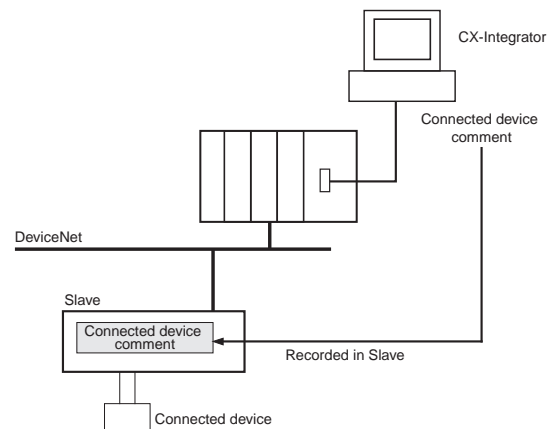 CX-Integrator
Connected device
comment
DeviceNet
Slave
Connected device
comment
Recorded in Slave
Connected device